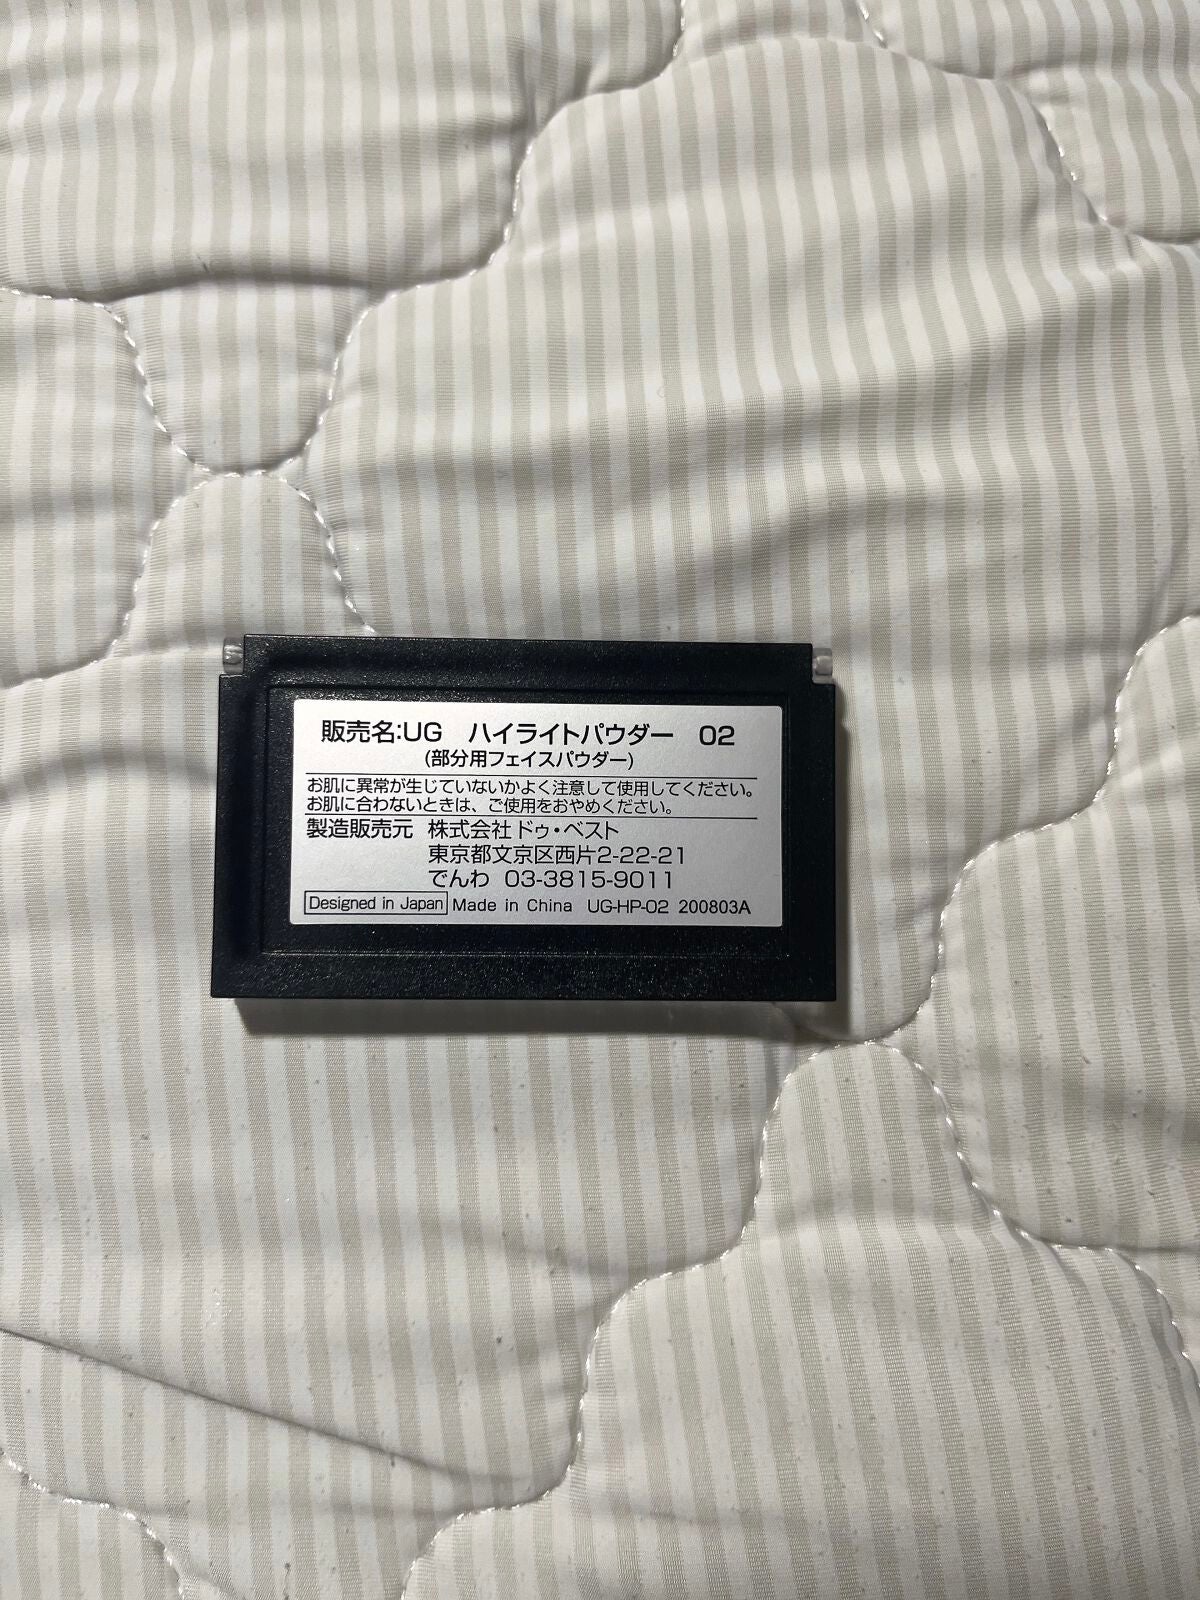 販売名:UG ハイライトパウダー 02
(部分用フェイスパウダー)
お肌に異常が生じていないかよく注意して使用してください。
お肌に合わないときは、ご使用をおやめください。
製造販売元 株式会社ドゥ・ベスト
東京都文京区西片2-22-21
でんわ 03-3815-9011
Designed in Japan Made in China UG-HP-02 200803A